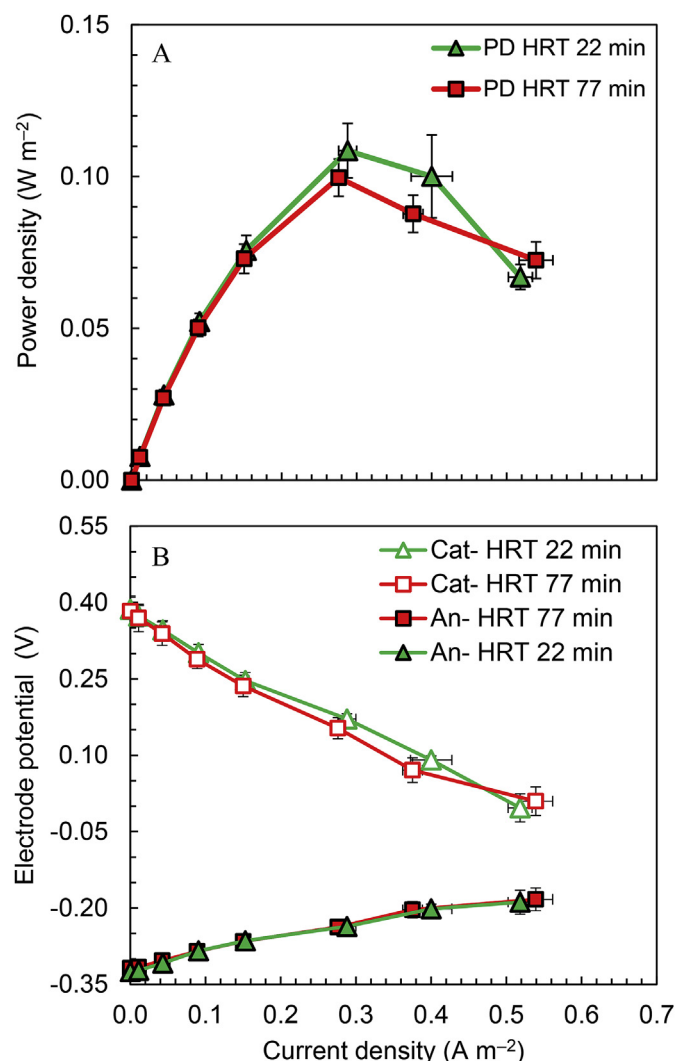 A
PD HRT 22 min
PD HRT 77 min
Power density (W m⁻²)
0.15
0.10
0.05
0.00
B
Cat- HRT 22 min
Cat- HRT 77 min
An- HRT 77 min
An- HRT 22 min
Electrode potential (V)
0.55
0.40
0.25
0.10
-0.05
-0.20
-0.35
0.0 0.1 0.2 0.3 0.4 0.5 0.6 0.7
Current density (A m⁻²)